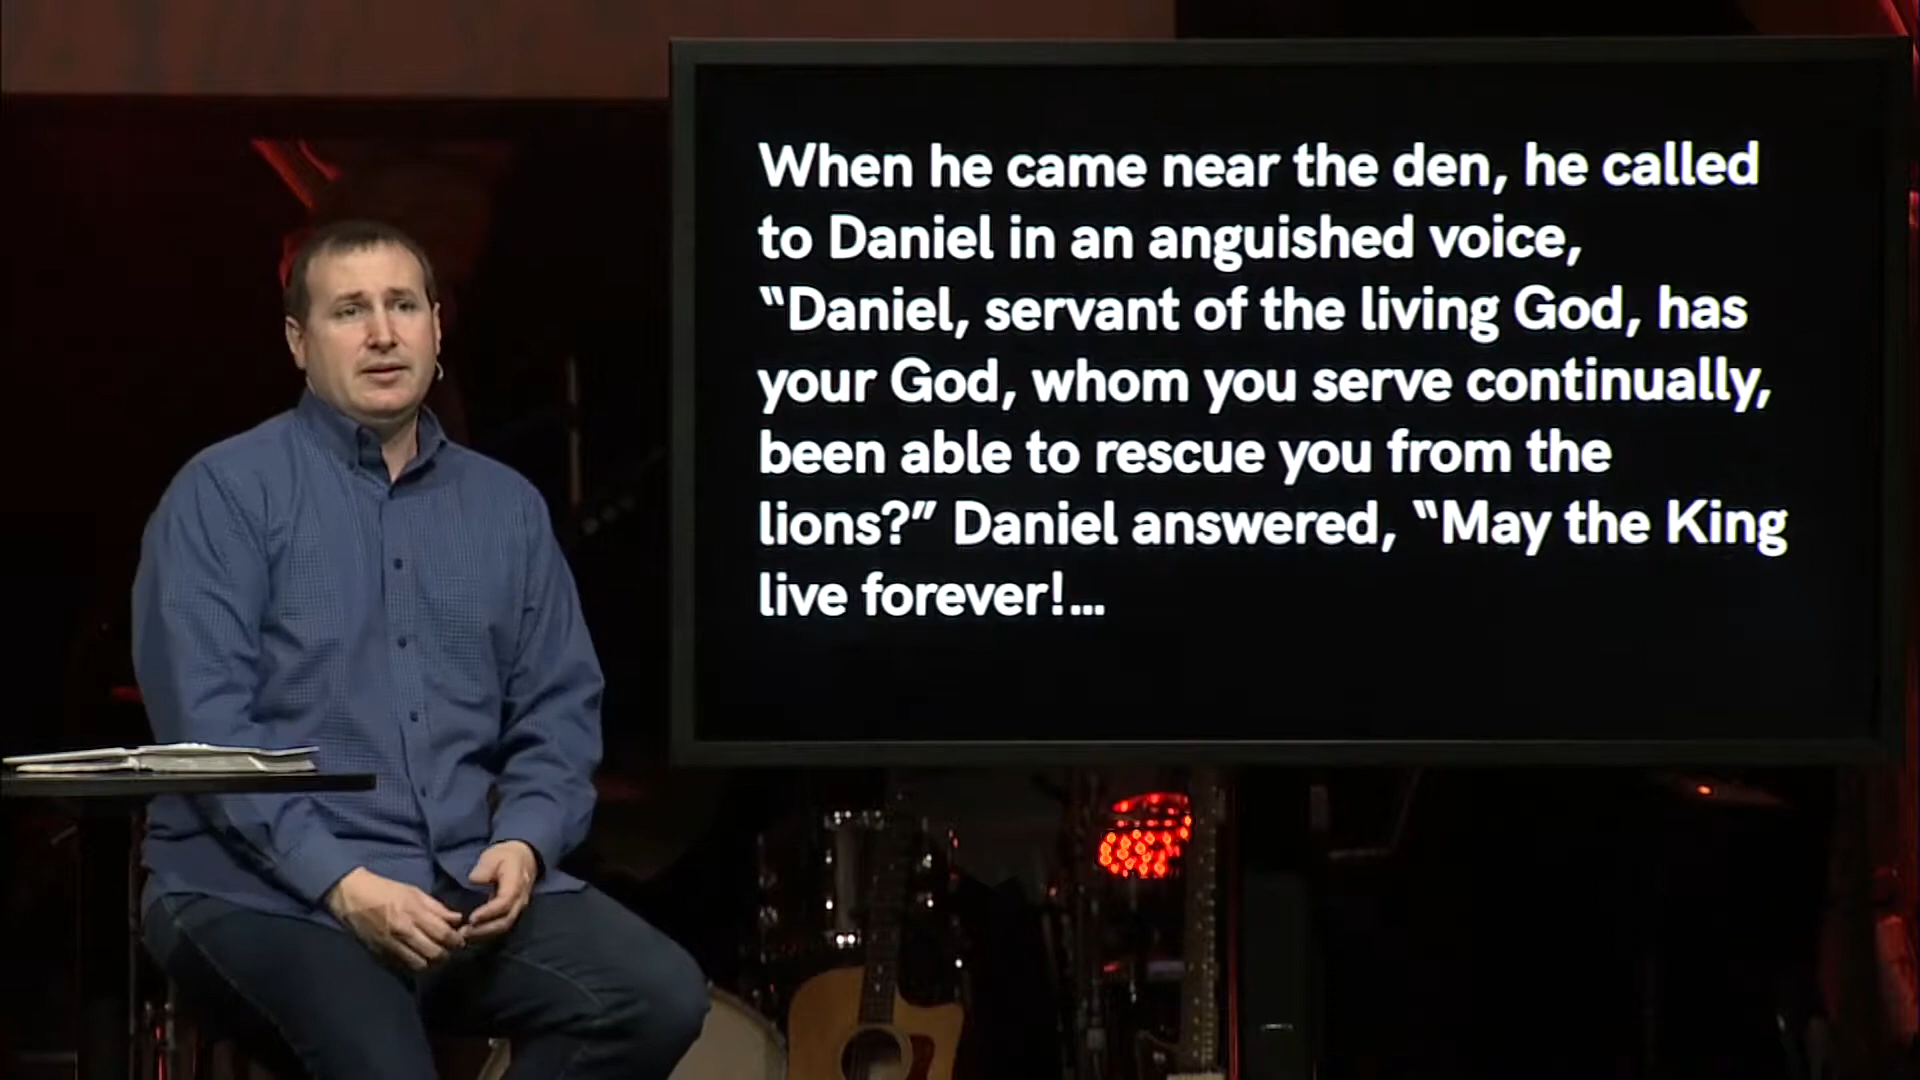 When he came near the den, he called
to Daniel in an anguished voice,
“Daniel, servant of the living God, has
your God, whom you serve continually,
been able to rescue you from the
lions?” Daniel answered, “May the King
live forever!...